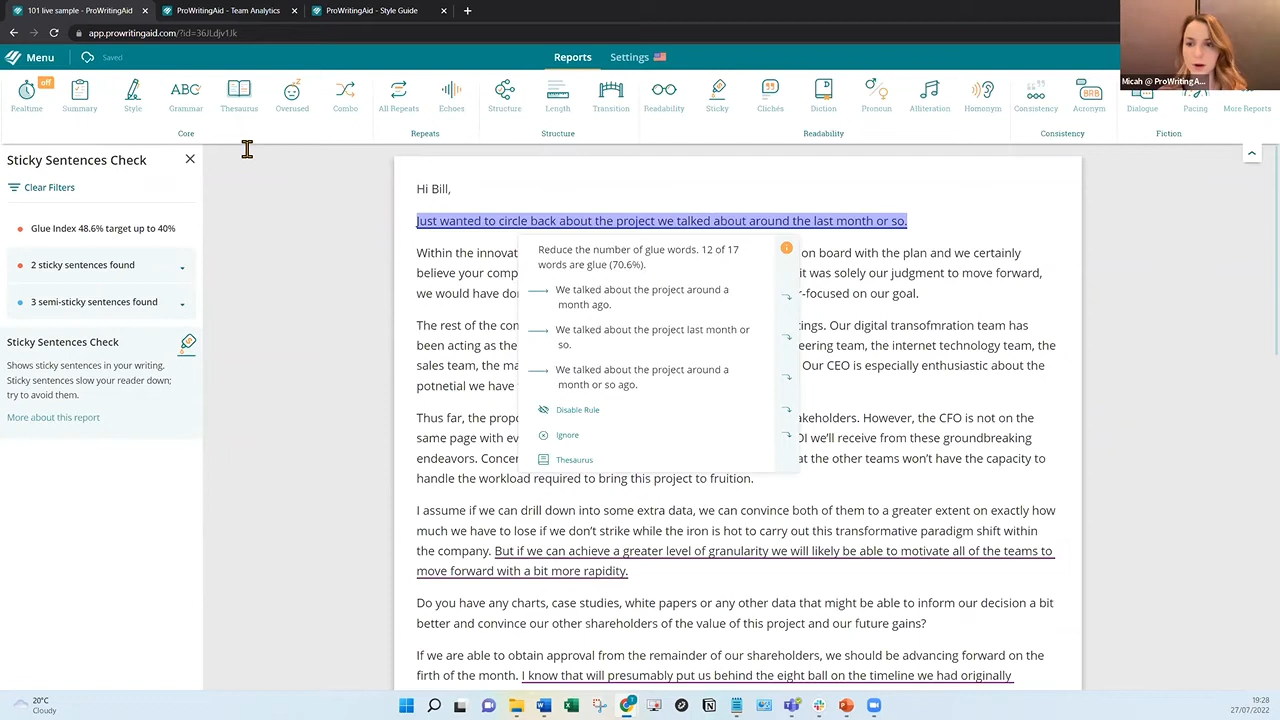 101 live sample - ProWritingAid
ProWritingAid - Team Analytics
ProWritingAid - Style Guide
app.prowritingaid.com/?id=36JLdjv1Jk
Menu
Saved
Reports
Settings
Micah @ ProWriting A...
off
Realtime
Summary
Style
ABC
Grammar
Thesaurus
Overused
Combo
All Repeats
Echoes
Structure
Length
Transition
Readability
Sticky
Clichés
Diction
Pronoun
Alliteration
Homonym
Consistency
BRB
Acronym
Dialogue
Pacing
More Reports
Core
Repeats
Structure
Readability
Consistency
Fiction
Sticky Sentences Check
Clear Filters
Glue Index 48.6% target up to 40%
2 sticky sentences found
3 semi-sticky sentences found
Sticky Sentences Check
Shows sticky sentences in your writing.
Sticky sentences slow your reader down;
try to avoid them.
More about this report
Hi Bill,
Just wanted to circle back about the project we talked about around the last month or so.
Within the innovat
on board with the plan and we certainly
believe your comp
it was solely our judgment to move forward,
we would have don
r-focused on our goal.
The rest of the com
tings. Our digital transofmration team has
been acting as the
eering team, the internet technology team, the
sales team, the ma
Our CEO is especially enthusiastic about the
potnetial we have
Thus far, the propo
akeholders. However, the CFO is not on the
same page with ev
OI we'll receive from these groundbreaking
endeavors. Concer
at the other teams won't have the capacity to
handle the workload required to bring this project to fruition.
Reduce the number of glue words. 12 of 17
words are glue (70.6%).
We talked about the project around a
month ago.
We talked about the project last month or
so.
We talked about the project around a
month or so ago.
Disable Rule
Ignore
Thesaurus
I assume if we can drill down into some extra data, we can convince both of them to a greater extent on exactly how
much we have to lose if we don't strike while the iron is hot to carry out this transformative paradigm shift within
the company. But if we can achieve a greater level of granularity we will likely be able to motivate all of the teams to
move forward with a bit more rapidity.
Do you have any charts, case studies, white papers or any other data that might be able to inform our decision a bit
better and convince our other shareholders of the value of this project and our future gains?
If we are able to obtain approval from the remainder of our shareholders, we should be advancing forward on the
firth of the month. I know that will presumably put us behind the eight ball on the timeline we had originally
20°C
Cloudy
19:28
27/07/2022